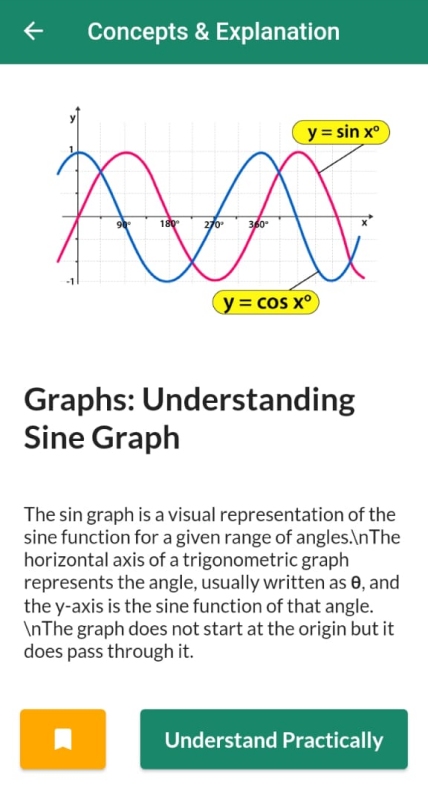 Concepts & Explanation
y
y = sin xº
1
90°
180°
270°
360°
x
-1
y = cos xº
Graphs: Understanding
Sine Graph
The sin graph is a visual representation of the
sine function for a given range of angles.\nThe
horizontal axis of a trigonometric graph
represents the angle, usually written as θ, and
the y-axis is the sine function of that angle.
\nThe graph does not start at the origin but it
does pass through it.
Understand Practically